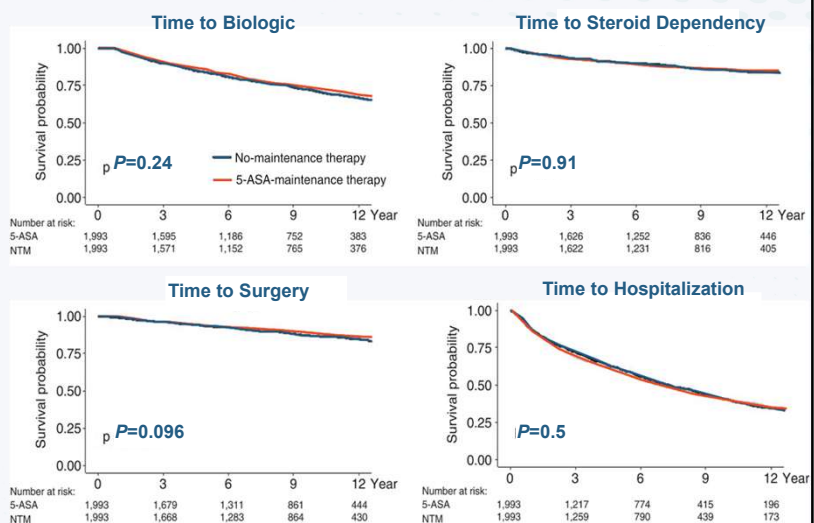 Time to Biologic
1.00
0.75
0.50
0.25
0.00
Survival probability
p P=0.24
No-maintenance therapy
5-ASA-maintenance therapy
0 3 6 9 12 Year
Number at risk:
5-ASA 1,993 1,595 1,186 752 383
NTM 1,993 1,571 1,152 765 376
Time to Steroid Dependency
1.00
0.75
0.50
0.25
0.00
Survival probability
p P=0.91
0 3 6 9 12 Year
Number at risk:
5-ASA 1,993 1,626 1,252 836 446
NTM 1,993 1,622 1,231 816 405
Time to Surgery
1.00
0.75
0.50
0.25
0.00
Survival probability
p P=0.096
0 3 6 9 12 Year
Number at risk:
5-ASA 1,993 1,679 1,311 861 444
NTM 1,993 1,668 1,283 864 430
Time to Hospitalization
1.00
0.75
0.50
0.25
0.00
Survival probability
P=0.5
0 3 6 9 12 Year
Number at risk:
5-ASA 1,993 1,217 774 415 196
NTM 1,993 1,259 790 439 173